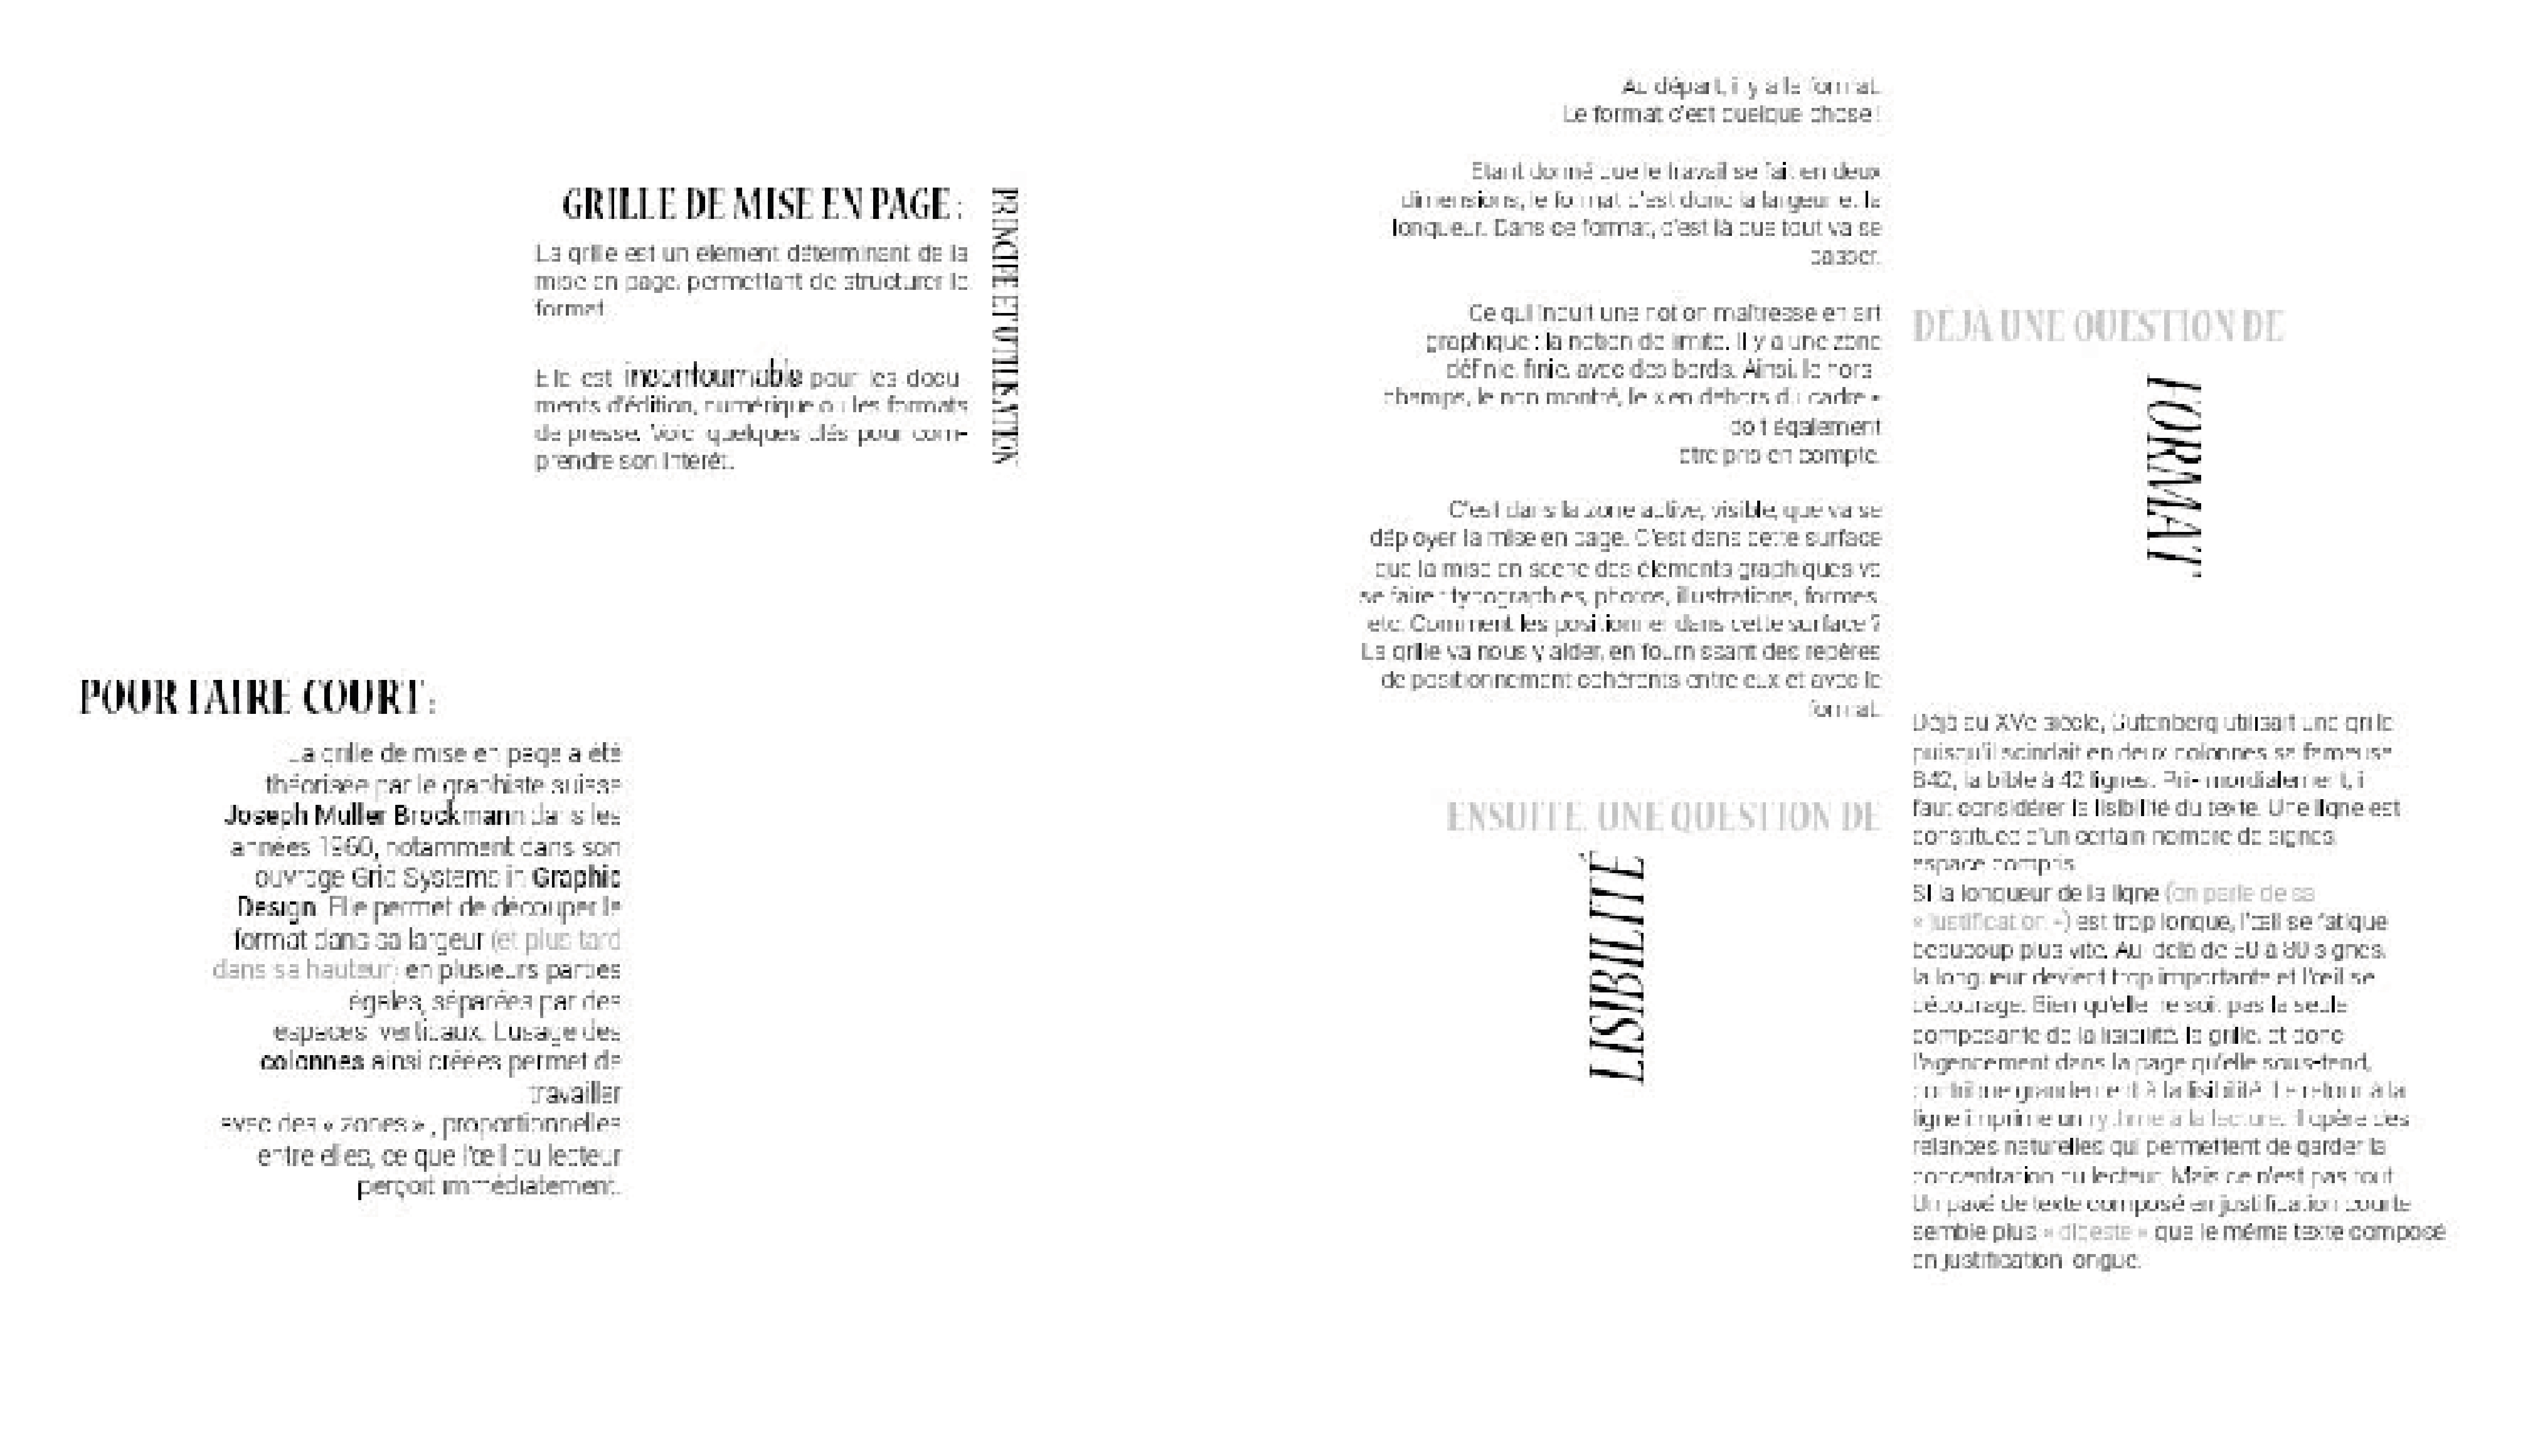 GRILLE DE MISE EN PAGE :
PRINCIPE ET UTILISATION
La grille est un élément déterminant de la
mise en page, permettant de structurer le
format.
Elle est incontournable pour les docu-
ments d'édition, numérique ou les formats
de presse. Voici quelques clés pour com-
prendre son intérêt.
POUR FAIRE COURT :
La grille de mise en page a été
théorisée par le graphiste suisse
Joseph Muller Brockmann dans les
années 1960, notamment dans son
ouvrage Grid Systems in Graphic
Design. Elle permet de découper le
format dans sa largeur (et plus tard
dans sa hauteur) en plusieurs parties
égales, séparées par des
espaces verticaux. L'usage des
colonnes ainsi créées permet de
travailler
avec des « zones » , proportionnelles
entre elles, ce que l'œil du lecteur
perçoit immédiatement.
Au départ, il y a le format.
Le format c'est quelque chose !
Etant donné que le travail se fait en deux
dimensions, le format c'est donc la largeur et la
longueur. Dans ce format, c'est là que tout va se
passer.
Ce qui induit une notion maîtresse en art
graphique : la notion de limite. Il y a une zone
définie, finie, avec des bords. Ainsi, le hors-
champs, le non montré, le « en dehors du cadre »
doit également
être pris en compte.
C'est dans la zone active, visible, que va se
déployer la mise en page. C'est dans cette surface
que la mise en scène des éléments graphiques va
se faire : typographies, photos, illustrations, formes,
etc. Comment les positionner dans cette surface ?
La grille va nous y aider, en fournissant des repères
de positionnement cohérents entre eux et avec le
format.
DÉJÀ UNE QUESTION DE
FORMAT
ENSUITE, UNE QUESTION DE
LISIBILITÉ
Déjà au XVe siècle, Gutenberg utilisait une grille
puisqu'il scindait en deux colonnes sa fameuse
B42, la bible à 42 lignes. Pri- mordialement, il
faut considérer la lisibilité du texte. Une ligne est
constituée d'un certain nombre de signes,
espace compris.
Si la longueur de la ligne (on parle de sa
« justification ») est trop longue, l'œil se fatigue
beaucoup plus vite. Au-delà de 50 à 80 signes,
la longueur devient trop importante et l'œil se
décourage. Bien qu'elle ne soit pas la seule
composante de la lisibilité, la grille, et donc
l'agencement dans la page qu'elle sous-tend,
contribue grandement à la lisibilité. Le retour à la
ligne imprime un rythme à la lecture. Il opère des
relances naturelles qui permettent de garder la
concentration du lecteur. Mais ce n'est pas tout.
Un pavé de texte composé en justification courte
semble plus « digeste » que le même texte composé
en justification longue.